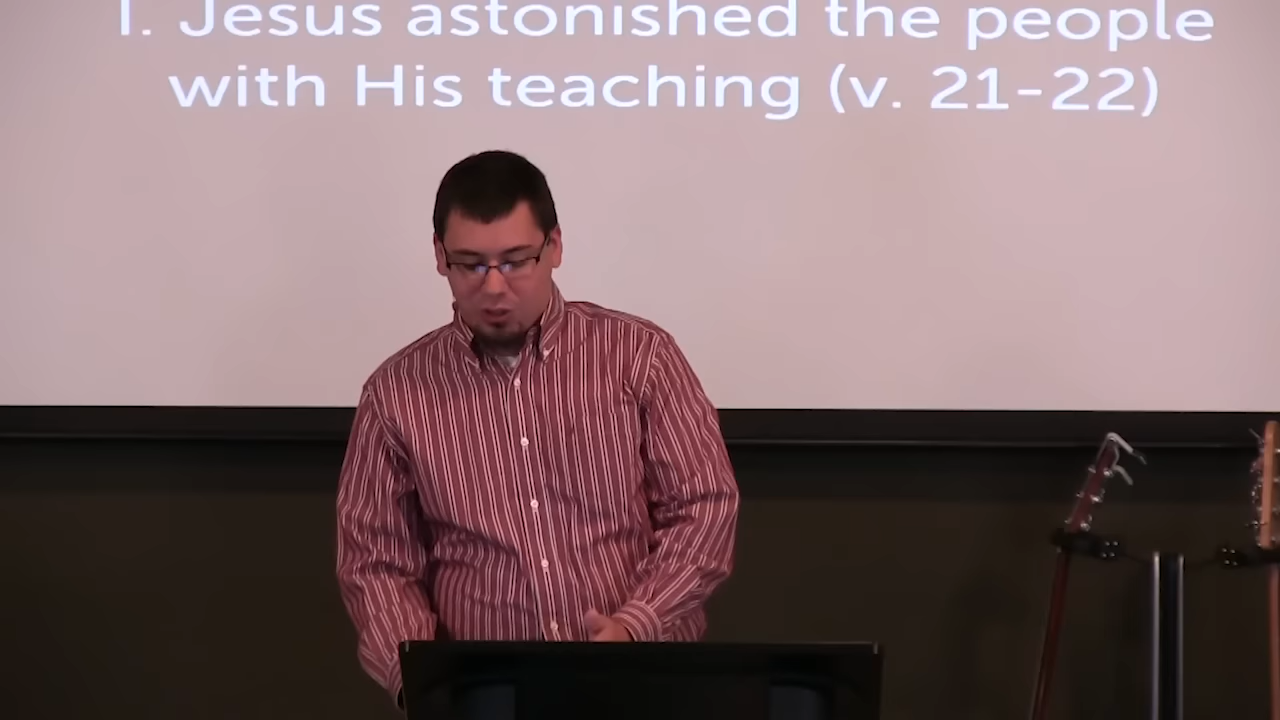 1. Jesus astonished the people
with His teaching (v. 21-22)